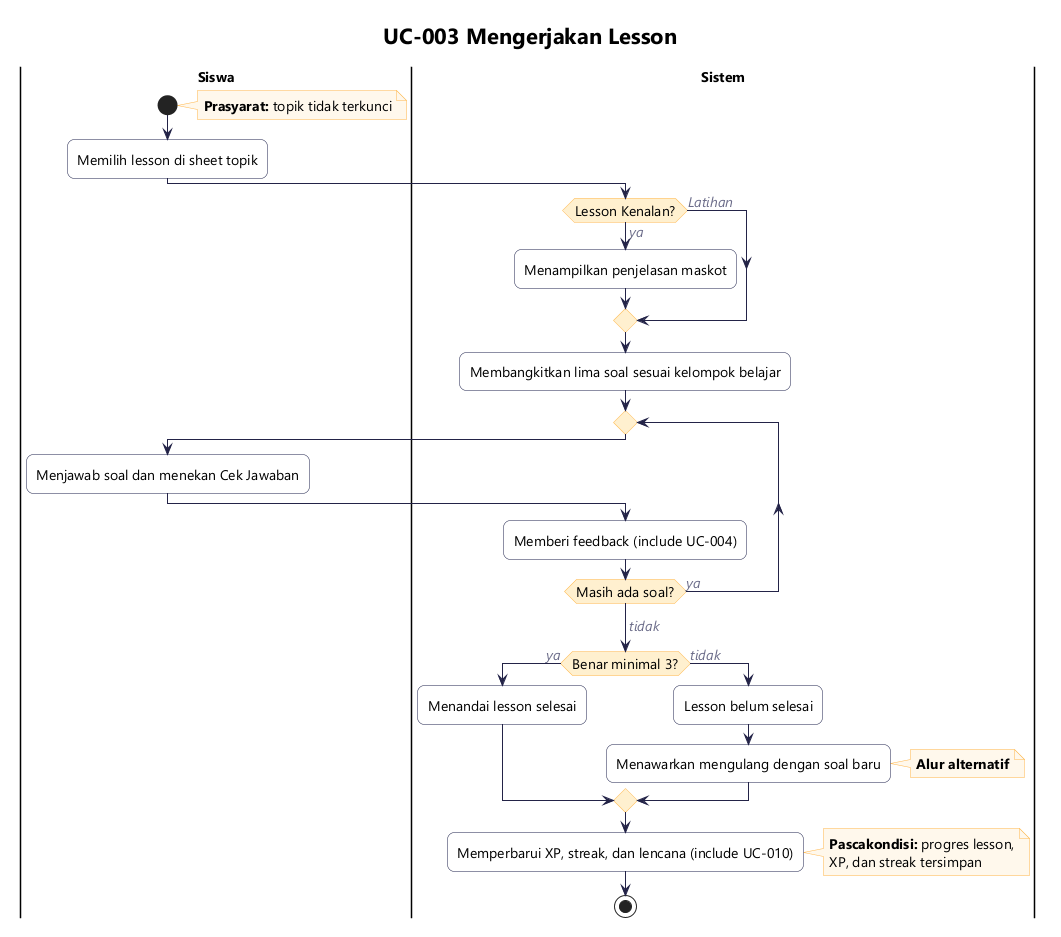 UC-003 Mengerjakan Lesson
Siswa
Sistem
Prasyarat: topik tidak terkunci
Memilih lesson di sheet topik
Lesson Kenalan?
Latihan
ya
Menampilkan penjelasan maskot
Membangkitkan lima soal sesuai kelompok belajar
Menjawab soal dan menekan Cek Jawaban
Memberi feedback (include UC-004)
Masih ada soal?
ya
tidak
ya
Benar minimal 3?
tidak
Menandai lesson selesai
Lesson belum selesai
Menawarkan mengulang dengan soal baru
Alur alternatif
Memperbarui XP, streak, dan lencana (include UC-010)
Pascakondisi: progres lesson,
XP, dan streak tersimpan